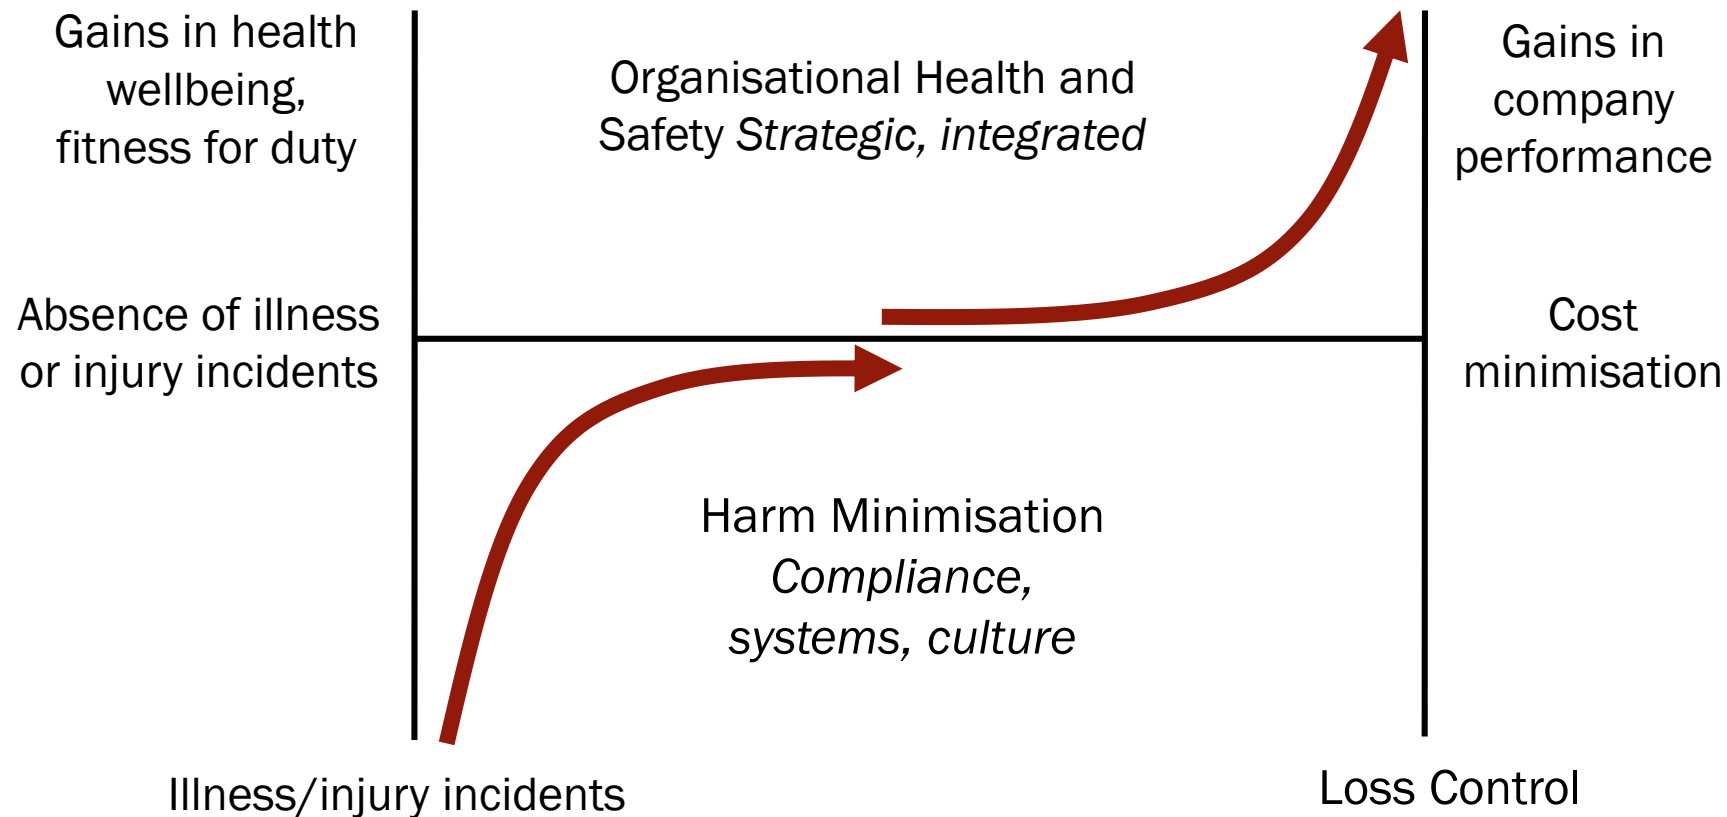 Gains in health
wellbeing,
fitness for duty
Organisational Health and
Safety Strategic, integrated
Gains in
company
performance
Absence of illness
or injury incidents
Cost
minimisation
Harm Minimisation
Compliance,
systems, culture
Illness/injury incidents
Loss Control